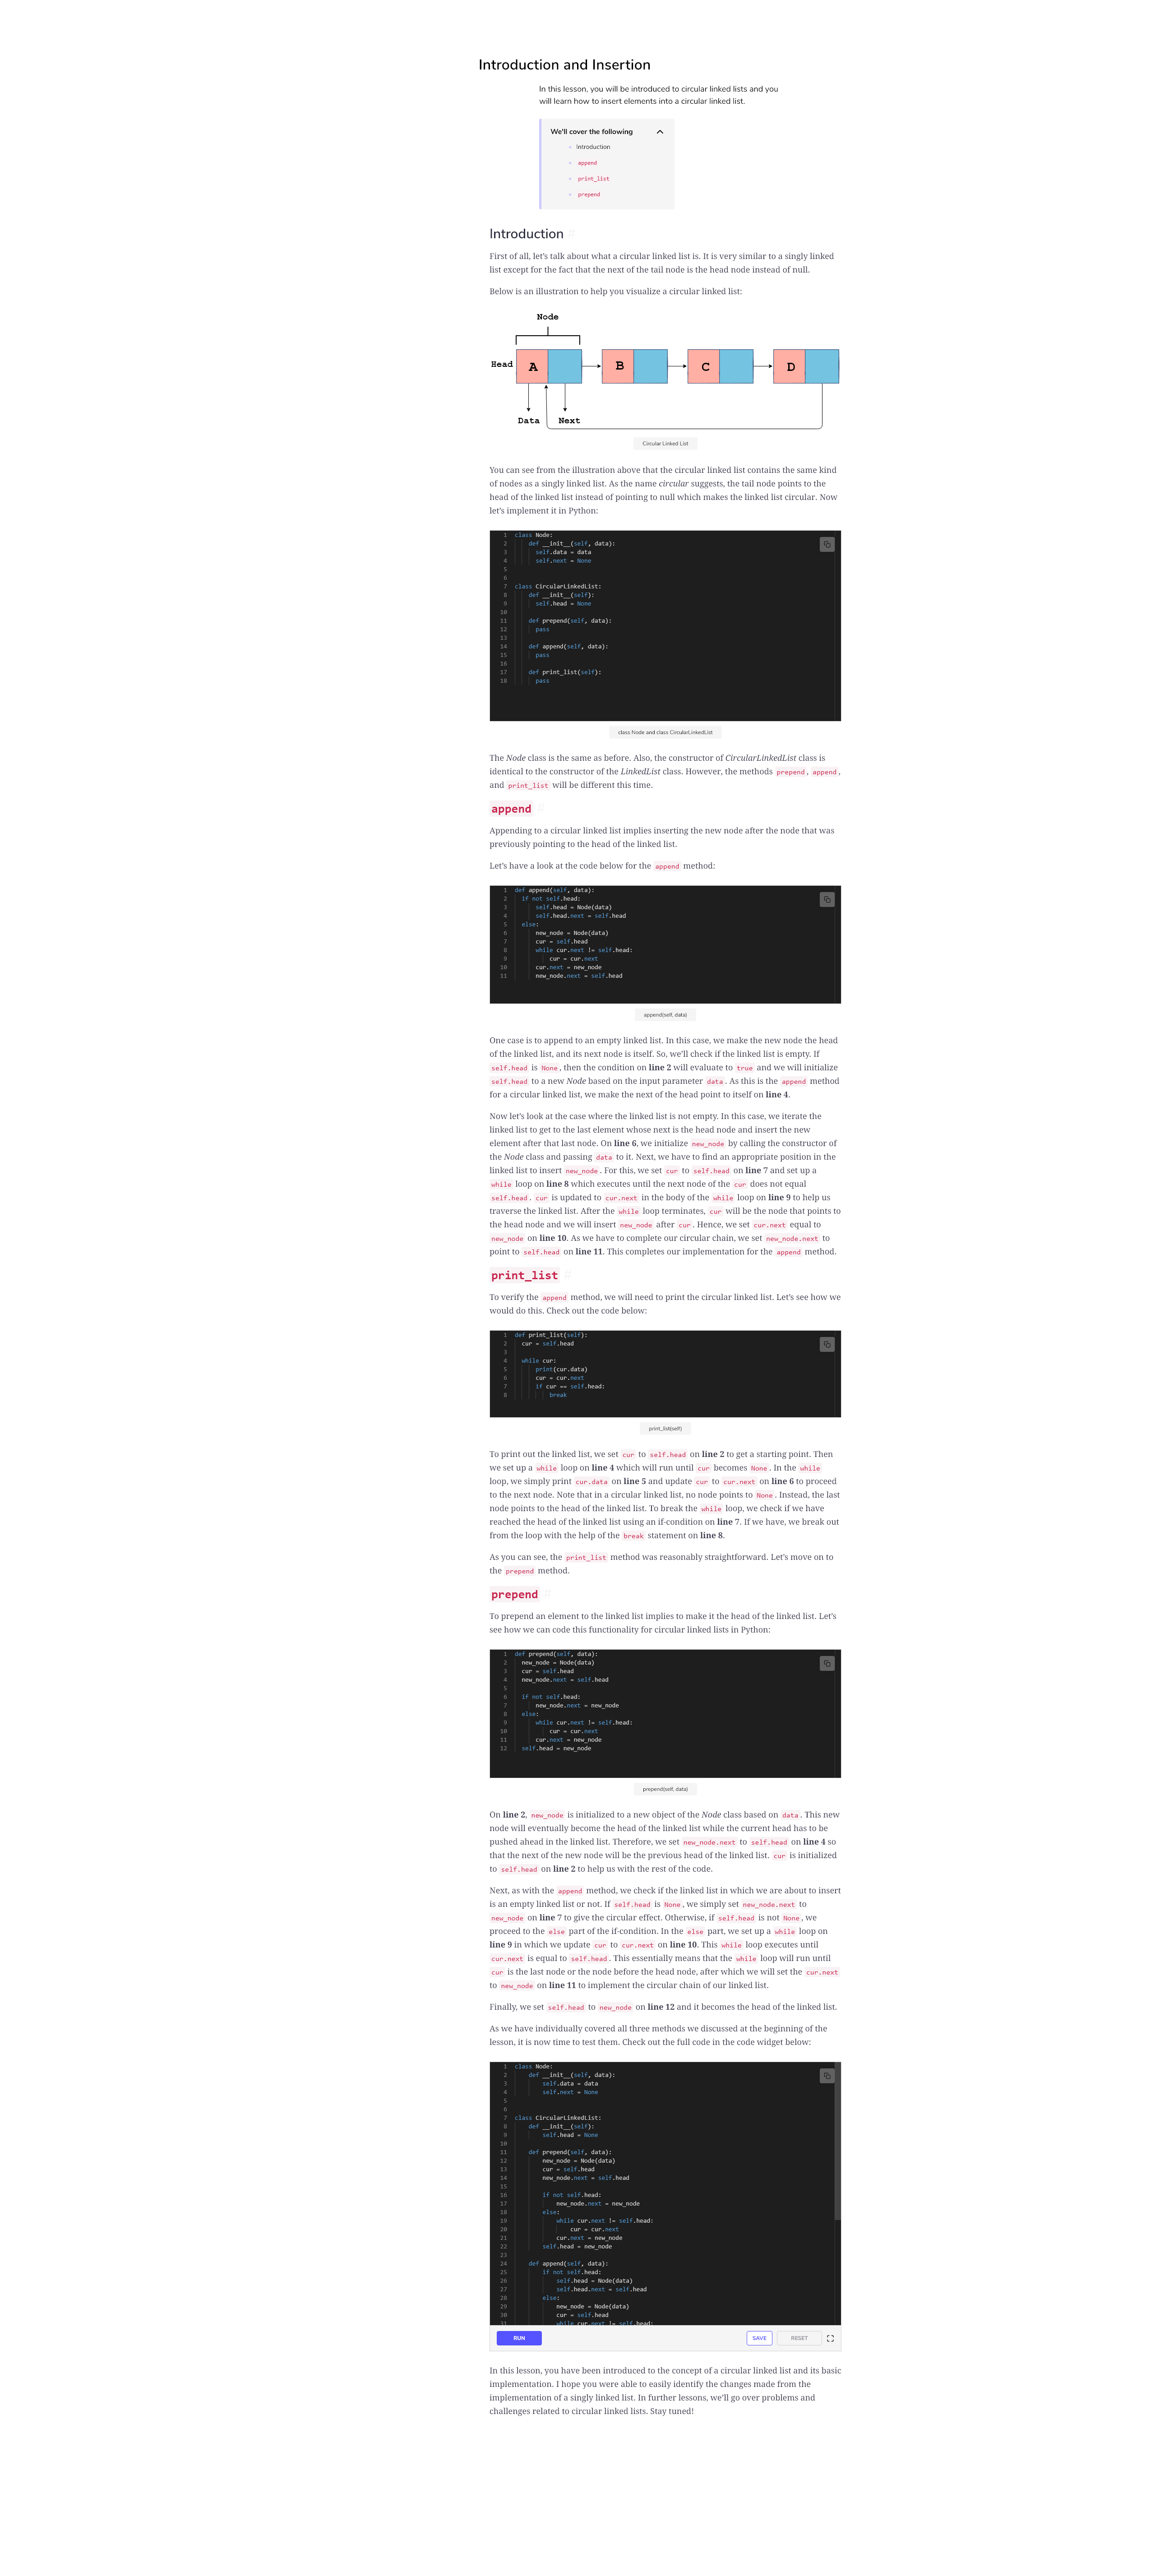 Introduction and Insertion
In this lesson, you will be introduced to circular linked lists and you
will learn how to insert elements into a circular linked list.
We'll cover the following
Introduction
append
print_list
prepend
Introduction
First of all, let's talk about what a circular linked list is. It is very similar to a singly linked
list except for the fact that the next of the tail node is the head node instead of null.
Below is an illustration to help you visualize a circular linked list:
Node
Head A B C D
Data Next
Circular Linked List
You can see from the illustration above that the circular linked list contains the same kind
of nodes as a singly linked list. As the name circular suggests, the tail node points to the
head of the linked list instead of pointing to null which makes the linked list circular. Now
let's implement it in Python:
1 class Node:
2 def __init__(self, data):
3 self.data = data
4 self.next = None
5
6
7 class CircularLinkedList:
8 def __init__(self):
9 self.head = None
10
11 def prepend(self, data):
12 pass
13
14 def append(self, data):
15 pass
16
17 def print_list(self):
18 pass
class Node and class CircularLinkedList
The Node class is the same as before. Also, the constructor of CircularLinkedList class is
identical to the constructor of the LinkedList class. However, the methods prepend, append,
and print_list will be different this time.
append
Appending to a circular linked list implies inserting the new node after the node that was
previously pointing to the head of the linked list.
Let's have a look at the code below for the append method:
1 def append(self, data):
2 if not self.head:
3 self.head = Node(data)
4 self.head.next = self.head
5 else:
6 new_node = Node(data)
7 cur = self.head
8 while cur.next != self.head:
9 cur = cur.next
10 cur.next = new_node
11 new_node.next = self.head
append(self, data)
One case is to append to an empty linked list. In this case, we make the new node the head
of the linked list, and its next node is itself. So, we'll check if the linked list is empty. If
self.head is None, then the condition on line 2 will evaluate to true and we will initialize
self.head to a new Node based on the input parameter data. As this is the append method
for a circular linked list, we make the next of the head point to itself on line 4.
Now let's look at the case where the linked list is not empty. In this case, we iterate the
linked list to get to the last element whose next is the head node and insert the new
element after that last node. On line 6, we initialize new_node by calling the constructor of
the Node class and passing data to it. Next, we have to find an appropriate position in the
linked list to insert new_node. For this, we set cur to self.head on line 7 and set up a
while loop on line 8 which executes until the next node of the cur does not equal
self.head. cur is updated to cur.next in the body of the while loop on line 9 to help us
traverse the linked list. After the while loop terminates, cur will be the node that points to
the head node and we will insert new_node after cur. Hence, we set cur.next equal to
new_node on line 10. As we have to complete our circular chain, we set new_node.next to
point to self.head on line 11. This completes our implementation for the append method.
print_list
To verify the append method, we will need to print the circular linked list. Let's see how we
would do this. Check out the code below:
1 def print_list(self):
2 cur = self.head
3
4 while cur:
5 print(cur.data)
6 cur = cur.next
7 if cur == self.head:
8 break
print_list(self)
To print out the linked list, we set cur to self.head on line 2 to get a starting point. Then
we set up a while loop on line 4 which will run until cur becomes None. In the while
loop, we simply print cur.data on line 5 and update cur to cur.next on line 6 to proceed
to the next node. Note that in a circular linked list, no node points to None. Instead, the last
node points to the head of the linked list. To break the while loop, we check if we have
reached the head of the linked list using an if-condition on line 7. If we have, we break out
from the loop with the help of the break statement on line 8.
As you can see, the print_list method was reasonably straightforward. Let's move on to
the prepend method.
prepend
To prepend an element to the linked list implies to make it the head of the linked list. Let's
see how we can code this functionality for circular linked lists in Python:
1 def prepend(self, data):
2 new_node = Node(data)
3 cur = self.head
4 new_node.next = self.head
5
6 if not self.head:
7 new_node.next = new_node
8 else:
9 while cur.next != self.head:
10 cur = cur.next
11 cur.next = new_node
12 self.head = new_node
prepend(self, data)
On line 2, new_node is initialized to a new object of the Node class based on data. This new
node will eventually become the head of the linked list while the current head has to be
pushed ahead in the linked list. Therefore, we set new_node.next to self.head on line 4 so
that the next of the new node will be the previous head of the linked list. cur is initialized
to self.head on line 2 to help us with the rest of the code.
Next, as with the append method, we check if the linked list in which we are about to insert
is an empty linked list or not. If self.head is None, we simply set new_node.next to
new_node on line 7 to give the circular effect. Otherwise, if self.head is not None, we
proceed to the else part of the if-condition. In the else part, we set up a while loop on
line 9 in which we update cur to cur.next on line 10. This while loop executes until
cur.next is equal to self.head. This essentially means that the while loop will run until
cur is the last node or the node before the head node, after which we will set the cur.next
to new_node on line 11 to implement the circular chain of our linked list.
Finally, we set self.head to new_node on line 12 and it becomes the head of the linked list.
As we have individually covered all three methods we discussed at the beginning of the
lesson, it is now time to test them. Check out the full code in the code widget below:
1 class Node:
2 def __init__(self, data):
3 self.data = data
4 self.next = None
5
6
7 class CircularLinkedList:
8 def __init__(self):
9 self.head = None
10
11 def prepend(self, data):
12 new_node = Node(data)
13 cur = self.head
14 new_node.next = self.head
15
16 if not self.head:
17 new_node.next = new_node
18 else:
19 while cur.next != self.head:
20 cur = cur.next
21 cur.next = new_node
22 self.head = new_node
23
24 def append(self, data):
25 if not self.head:
26 self.head = Node(data)
27 self.head.next = self.head
28 else:
29 new_node = Node(data)
30 cur = self.head
31 while cur.next != self.head:
RUN SAVE RESET
In this lesson, you have been introduced to the concept of a circular linked list and its basic
implementation. I hope you were able to easily identify the changes made from the
implementation of a singly linked list. In further lessons, we'll go over problems and
challenges related to circular linked lists. Stay tuned!